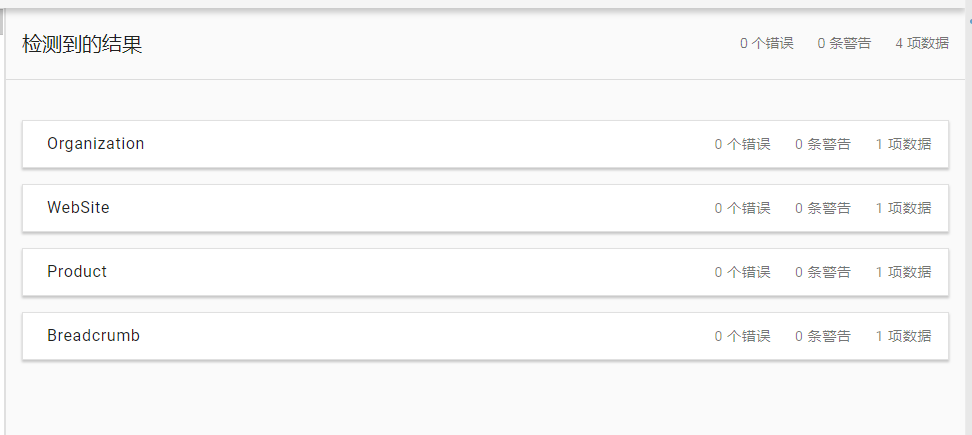 检测到的结果 0 个错误 0 条警告 4 项数据
Organization 0 个错误 0 条警告 1 项数据
WebSite 0 个错误 0 条警告 1 项数据
Product 0 个错误 0 条警告 1 项数据
Breadcrumb 0 个错误 0 条警告 1 项数据